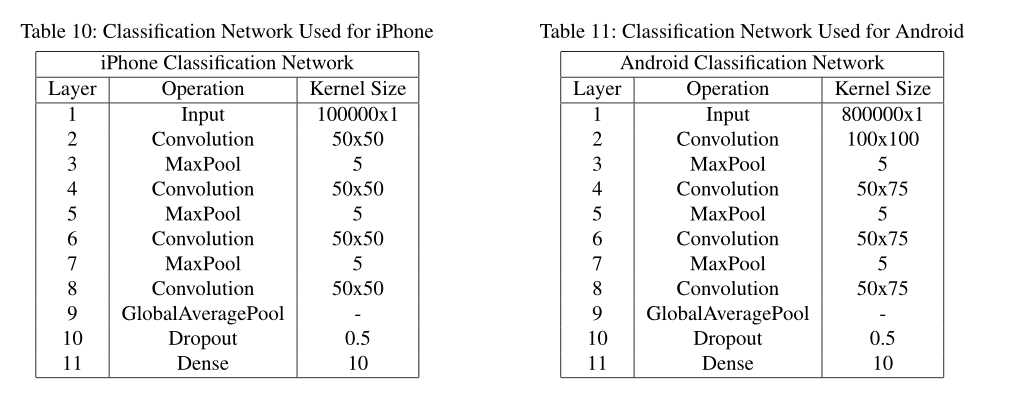 Table 10: Classification Network Used for iPhone
iPhone Classification Network
Layer Operation Kernel Size
1 Input 100000x1
2 Convolution 50x50
3 MaxPool 5
4 Convolution 50x50
5 MaxPool 5
6 Convolution 50x50
7 MaxPool 5
8 Convolution 50x50
9 GlobalAveragePool -
10 Dropout 0.5
11 Dense 10
Table 11: Classification Network Used for Android
Android Classification Network
Layer Operation Kernel Size
1 Input 800000x1
2 Convolution 100x100
3 MaxPool 5
4 Convolution 50x75
5 MaxPool 5
6 Convolution 50x75
7 MaxPool 5
8 Convolution 50x75
9 GlobalAveragePool -
10 Dropout 0.5
11 Dense 10